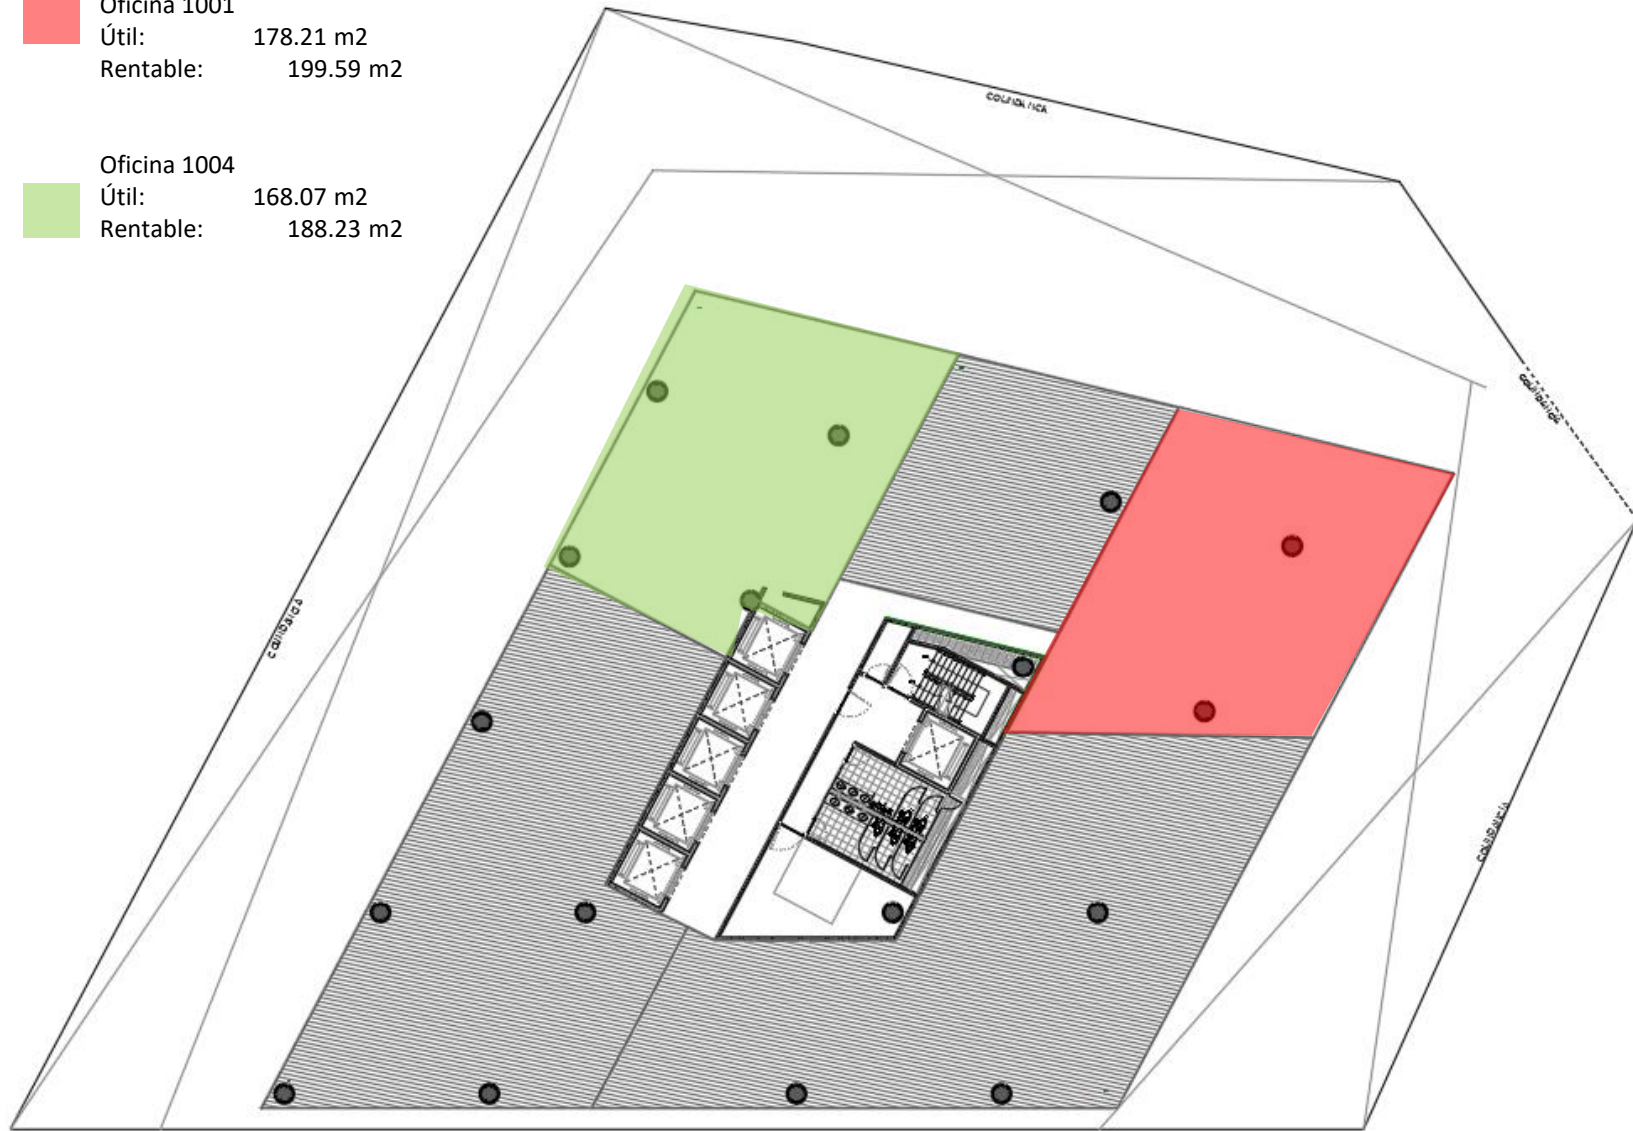 Oficina 1001
Útil: 178.21 m2
Rentable: 199.59 m2
Oficina 1004
Útil: 168.07 m2
Rentable: 188.23 m2